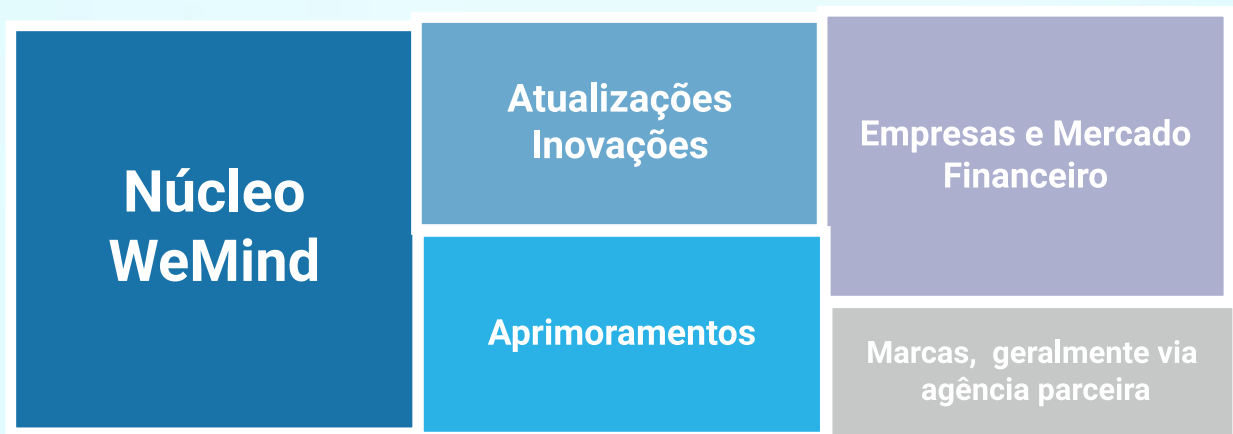 Núcleo
WeMind
Atualizações
Inovações
Aprimoramentos
Empresas e Mercado
Financeiro
Marcas, geralmente via
agência parceira